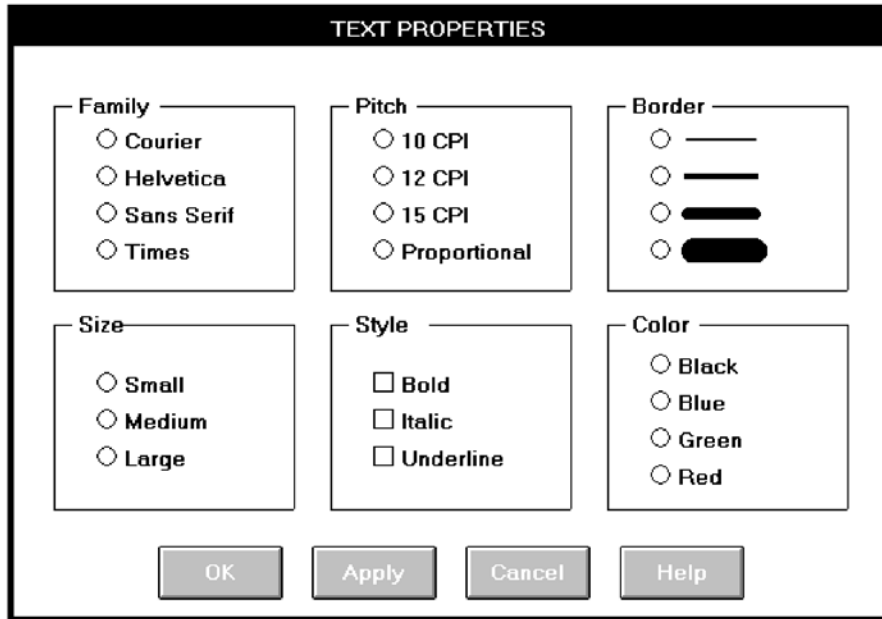 TEXT PROPERTIES
Family
Courier
Helvetica
Sans Serif
Times
Pitch
10 CPI
12 CPI
15 CPI
Proportional
Border
Size
Small
Medium
Large
Style
Bold
Italic
Underline
Color
Black
Blue
Green
Red
OK
Apply
Cancel
Help